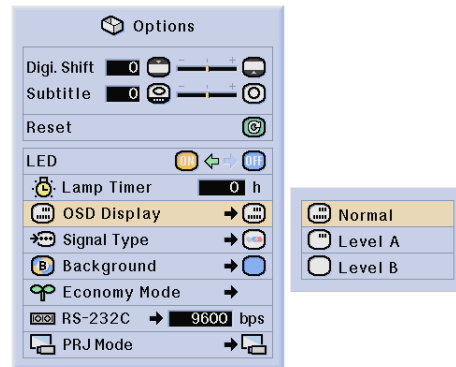 Options
Digi. Shift 0 - +
Subtitle 0 - +
Reset
LED ON OFF
Lamp Timer 0 h
OSD Display
Signal Type
B Background
Economy Mode
RS-232C 9600 bps
PRJ Mode
Normal
Level A
Level B